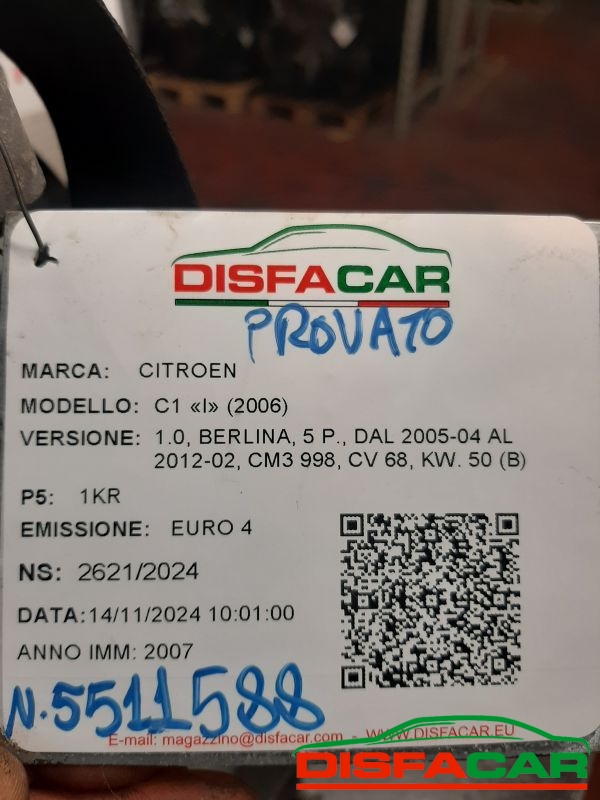 DISFACAR
PROVATO
MARCA: CITROEN
MODELLO: C1 «I» (2006)
VERSIONE: 1.0, BERLINA, 5 P., DAL 2005-04 AL
2012-02, CM3 998, CV 68, KW. 50 (B)
P5: 1KR
EMISSIONE: EURO 4
NS: 2621/2024
DATA:14/11/2024 10:01:00
ANNO IMM: 2007
N.5511588
E-mail: magazzino@disfacar.com - WWW.DISFACAR.EU
DISFACAR